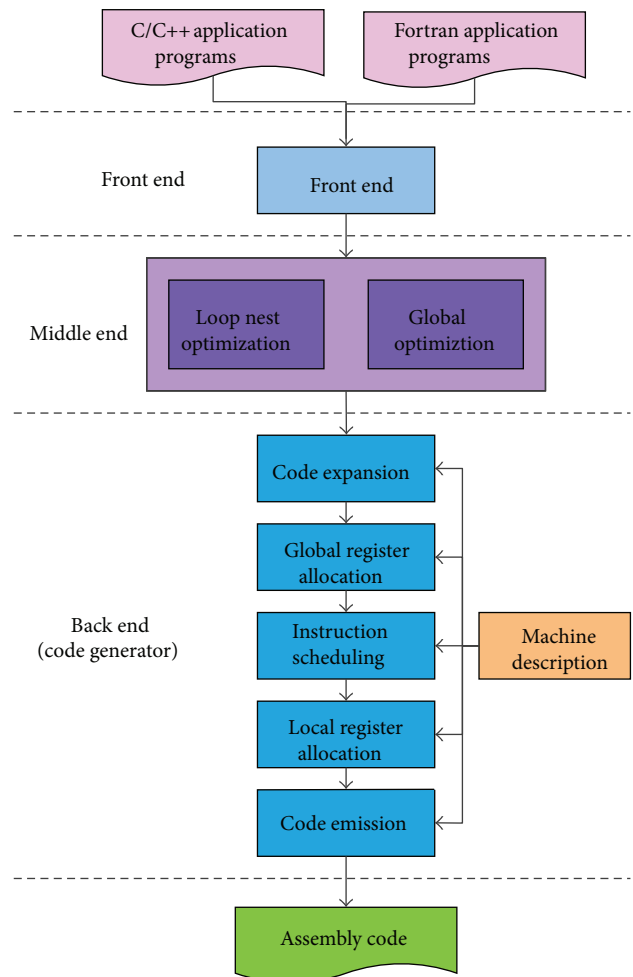 C/C++ application
programs
Fortran application
programs
Front end
Front end
Middle end
Loop nest
optimization
Global
optimiztion
Code expansion
Global register
allocation
Back end
(code generator)
Instruction
scheduling
Machine
description
Local register
allocation
Code emission
Assembly code